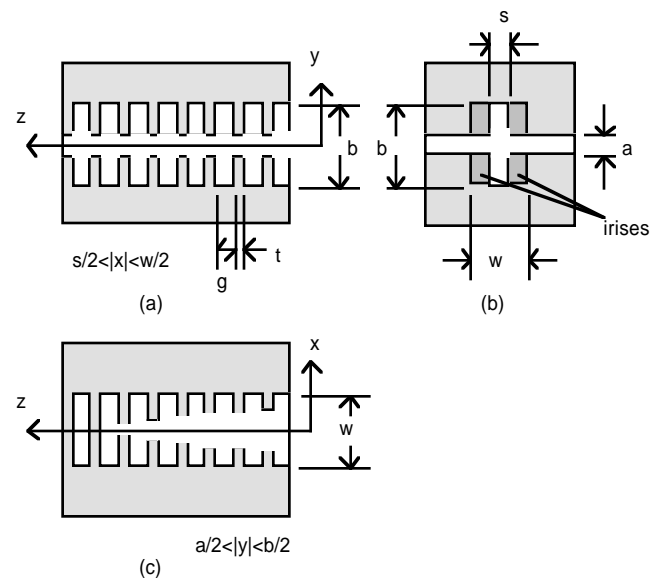 s
y
z
b
b
a
t
g
irises
w
s/2<|x|<w/2
(a)
(b)
x
z
w
a/2<|y|<b/2
(c)